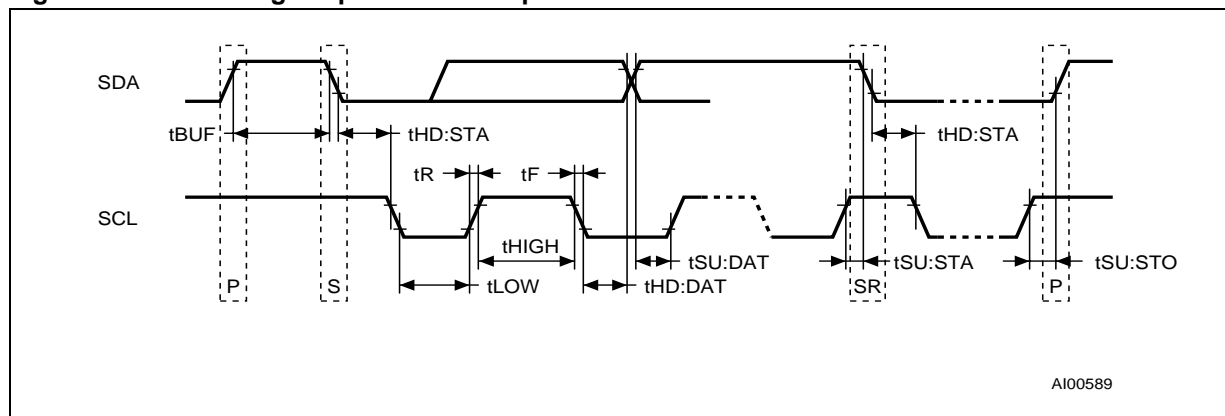 SDA
tBUF tHD:STA tHD:STA
tR tF
SCL
tHIGH tSU:DAT tSU:STA tSU:STO
P S tLOW tHD:DAT SR P
AI00589